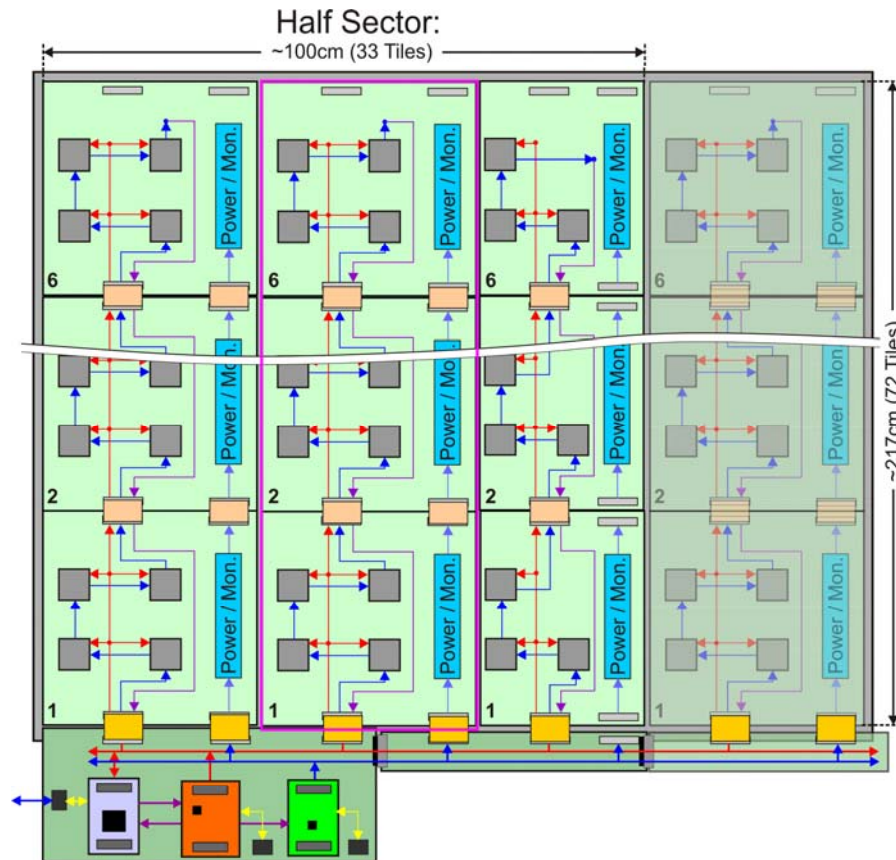 Half Sector:
~100cm (33 Tiles)
Power / Mon.
Power / Mon.
Power / Mon.
Power / Mon.
6
6
6
6
~217cm (72 Tiles)
Power / Mon.
Power / Mon.
Power / Mon.
Power / Mon.
2
2
2
2
Power / Mon.
Power / Mon.
Power / Mon.
Power / Mon.
1
1
1
1